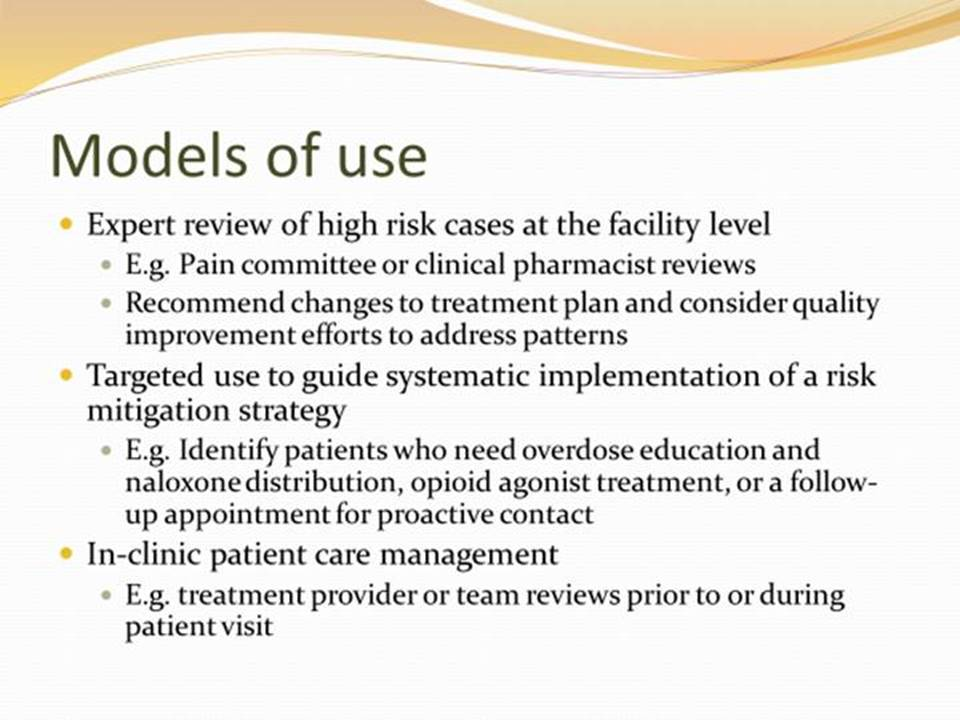 Models of use
Expert review of high risk cases at the facility level
E.g. Pain committee or clinical pharmacist reviews
Recommend changes to treatment plan and consider quality
improvement efforts to address patterns
Targeted use to guide systematic implementation of a risk
mitigation strategy
E.g. Identify patients who need overdose education and
naloxone distribution, opioid agonist treatment, or a follow-
up appointment for proactive contact
In-clinic patient care management
E.g. treatment provider or team reviews prior to or during
patient visit